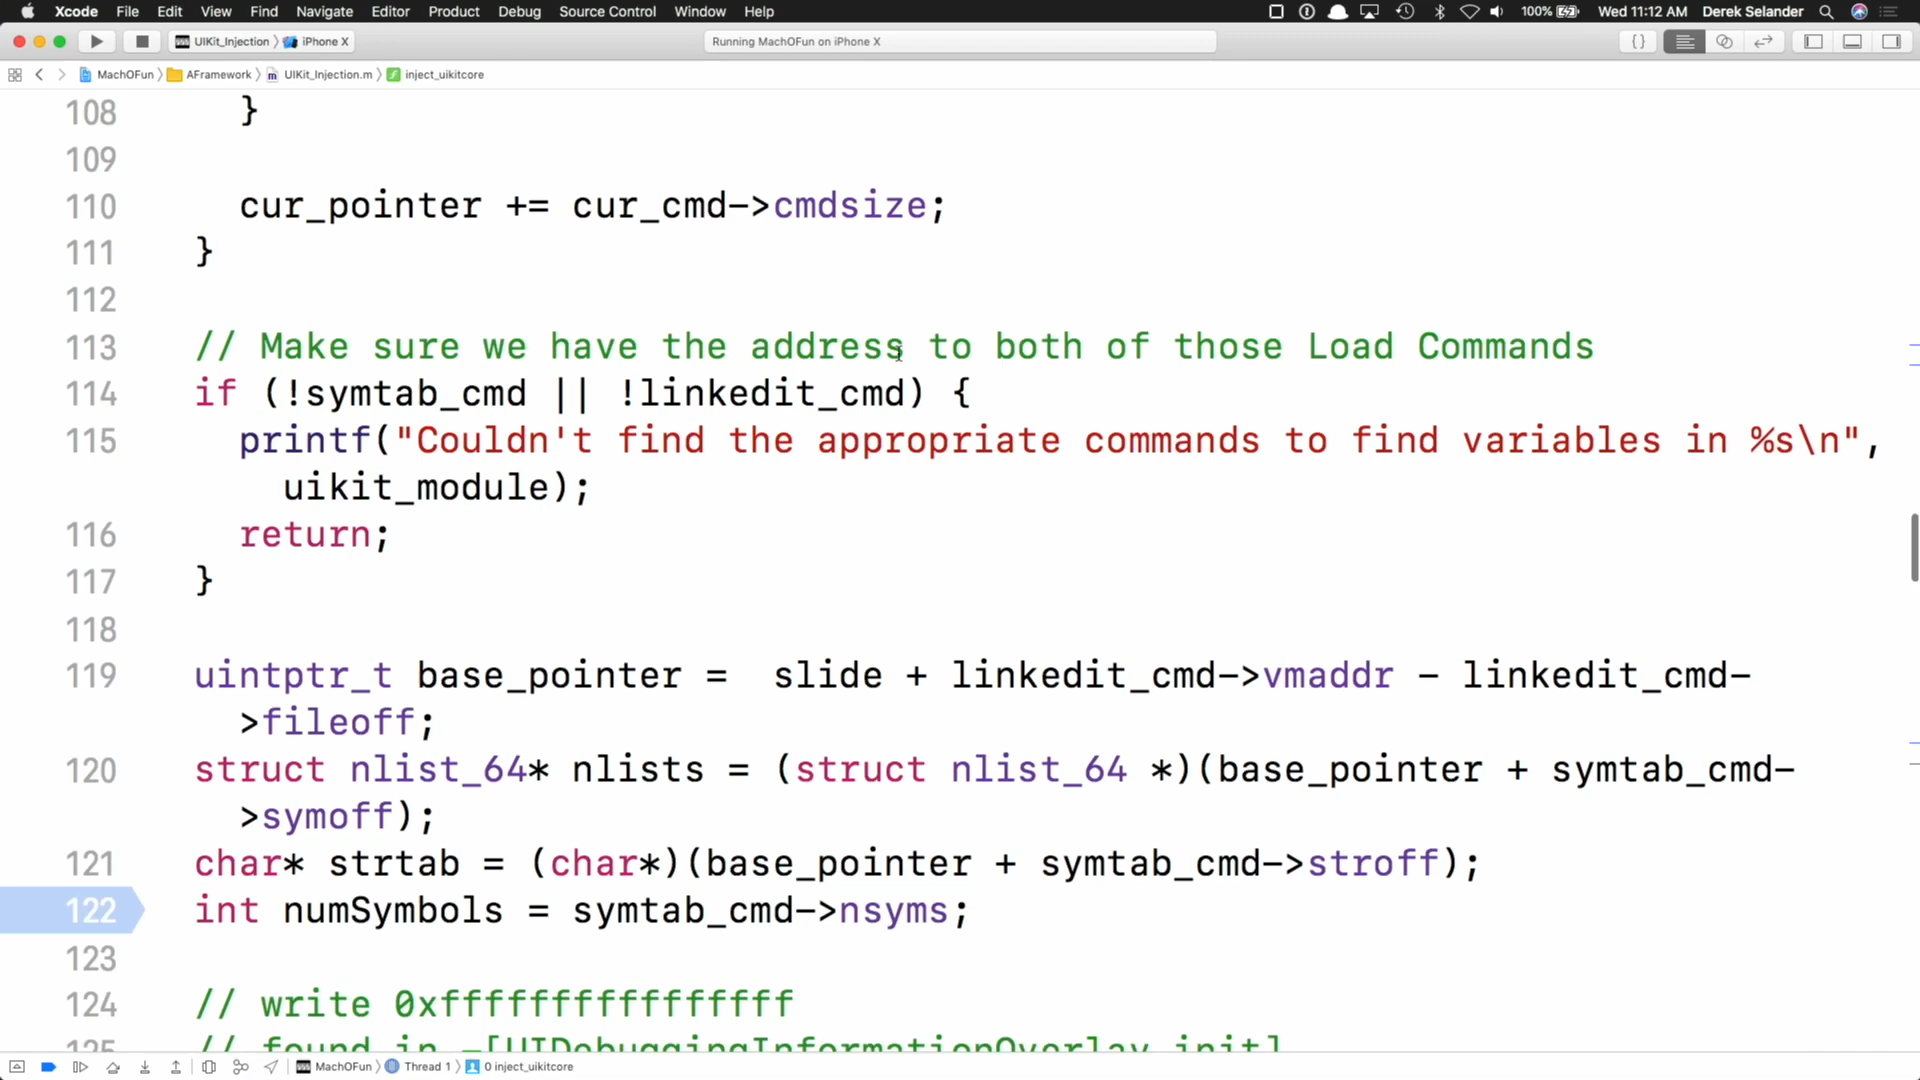 Xcode File Edit View Find Navigate Editor Product Debug Source Control Window Help 100% Wed 11:12 AM Derek Selander
UIKit_Injection iPhone X Running MachOFun on iPhone X {}
MachOFun AFramework UIKit_Injection.m inject_uikitcore
108 }
109
110 cur_pointer += cur_cmd->cmdsize;
111 }
112
113 // Make sure we have the address to both of those Load Commands
114 if (!symtab_cmd || !linkedit_cmd) {
115 printf("Couldn't find the appropriate commands to find variables in %s\n",
uikit_module);
116 return;
117 }
118
119 uintptr_t base_pointer = slide + linkedit_cmd->vmaddr - linkedit_cmd-
>fileoff;
120 struct nlist_64* nlists = (struct nlist_64 *)(base_pointer + symtab_cmd-
>symoff);
121 char* strtab = (char*)(base_pointer + symtab_cmd->stroff);
122 int numSymbols = symtab_cmd->nsyms;
123
124 // write 0xffffffffffffffff
125 // found in -[UIDebuggingInformationOverlay init]
MachOFun Thread 1 0 inject_uikitcore